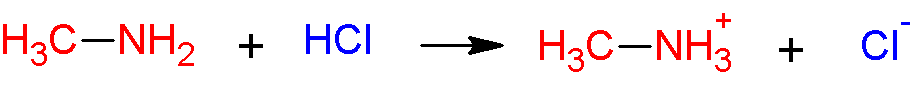 H₃C—NH₂ + HCl ⟶ H₃C—NH₃⁺ + Cl⁻